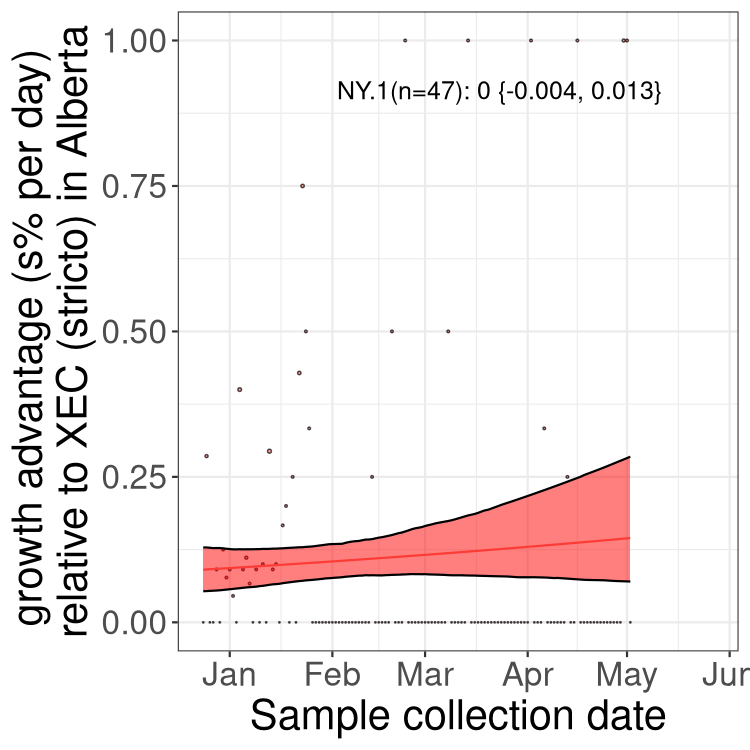 growth advantage (s% per day)
relative to XEC (stricto) in Alberta
1.00
0.75
0.50
0.25
0.00
NY.1(n=47): 0 {-0.004, 0.013}
Jan Feb Mar Apr May Jun
Sample collection date